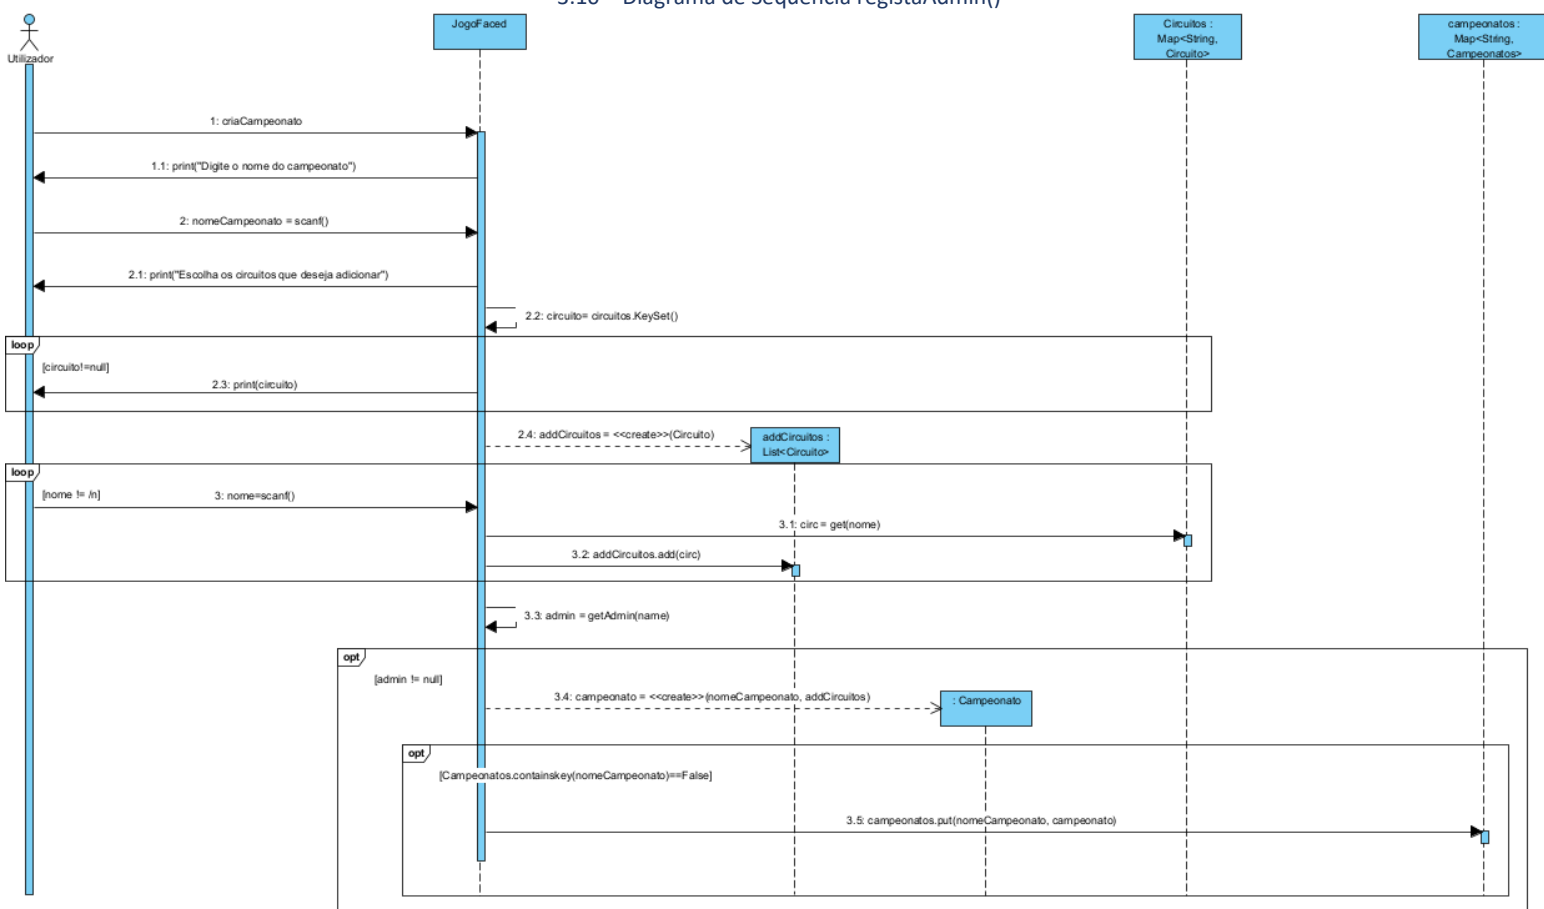 Diagrama de Sequência registaAdmin()
Utilizador
JogoFaced
Circuitos :
Map<String,
Circuito>
campeonatos :
Map<String,
Campeonatos>
1: criaCampeonato
1.1: print("Digite o nome do campeonato")
2: nomeCampeonato = scanf()
2.1: print("Escolha os circuitos que deseja adicionar")
2.2: circuito= circuitos.KeySet()
loop
[circuito!=null]
2.3: print(circuito)
2.4: addCircuitos = <<create>>(Circuito)
addCircuitos :
List<Circuito>
loop
[nome != /n]
3: nome=scanf()
3.1: circ = get(nome)
3.2: addCircuitos.add(circ)
3.3: admin = getAdmin(name)
opt
[admin != null]
3.4: campeonato = <<create>>(nomeCampeonato, addCircuitos)
: Campeonato
opt
[Campeonatos.containskey(nomeCampeonato)==False]
3.5: campeonatos.put(nomeCampeonato, campeonato)